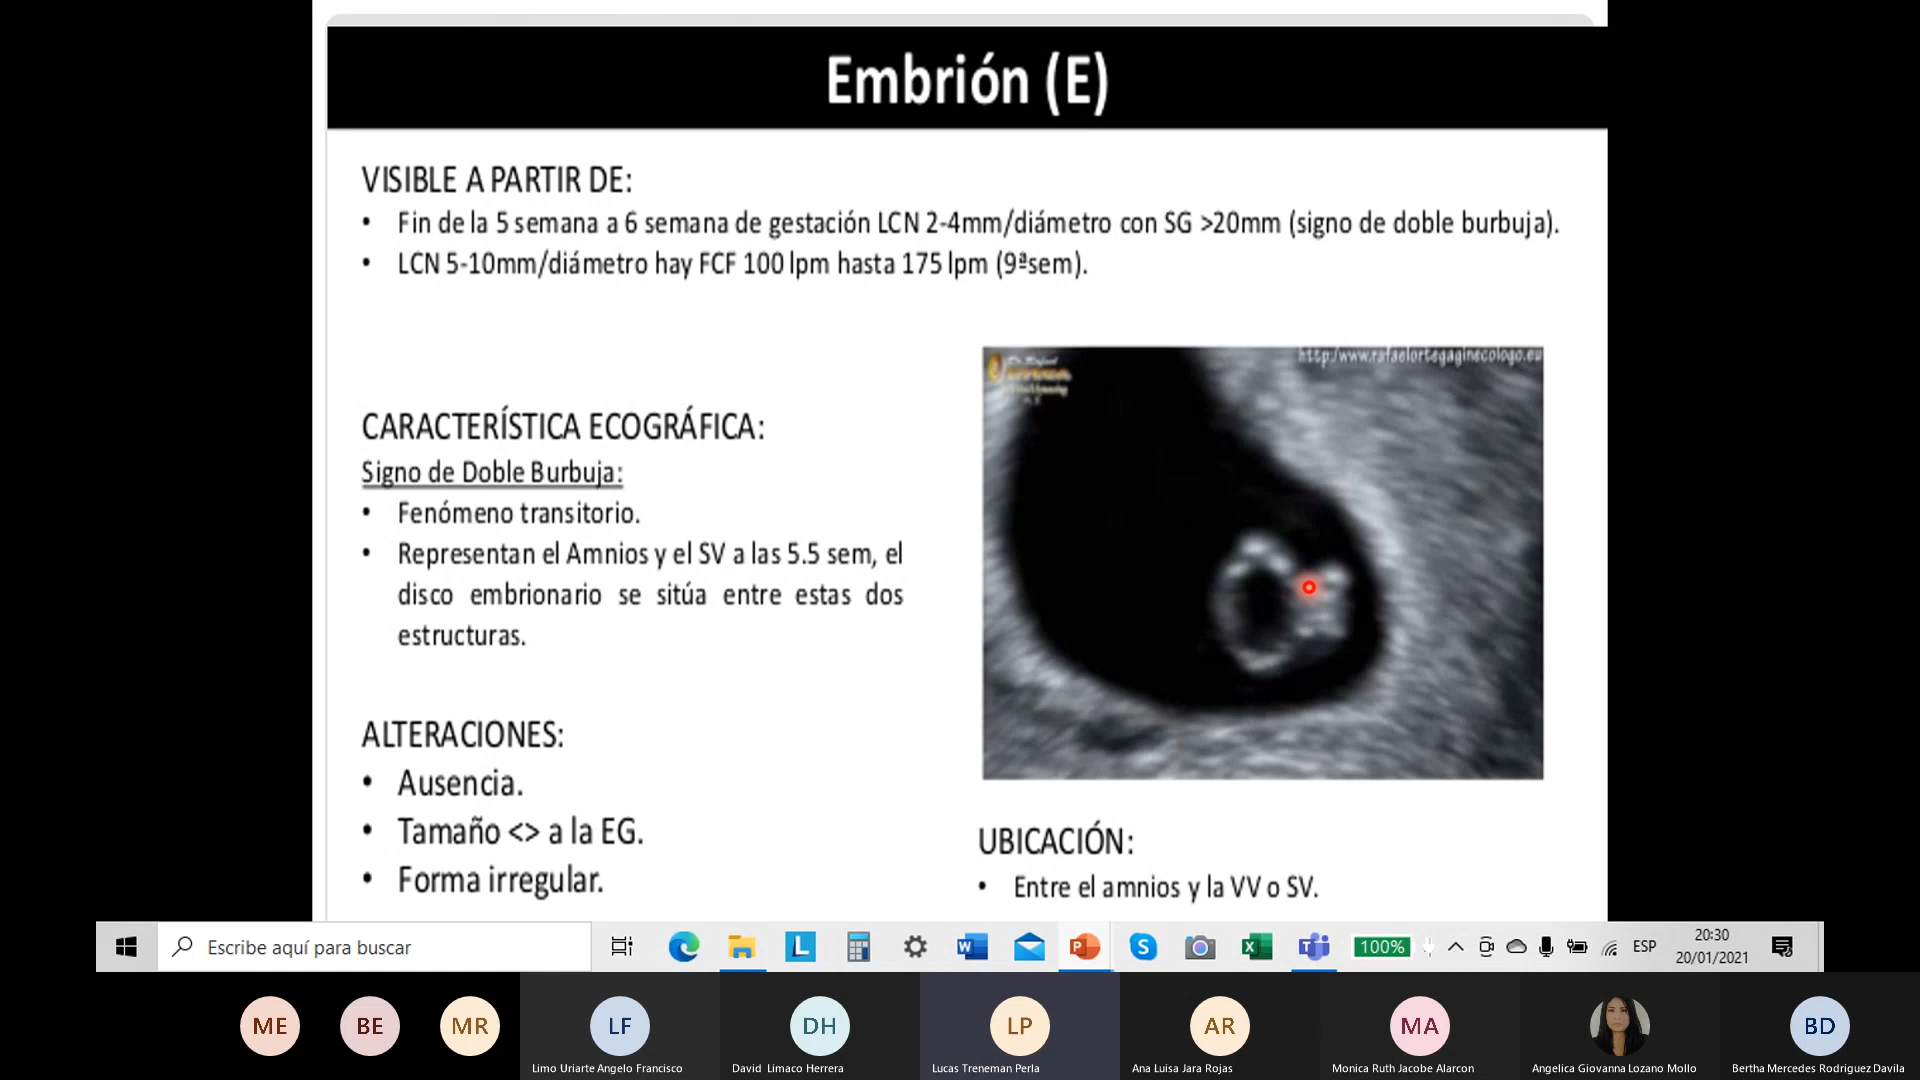 Embrión (E)
VISIBLE A PARTIR DE:
• Fin de la 5 semana a 6 semana de gestación LCN 2-4mm/diámetro con SG >20mm (signo de doble burbuja).
• LCN 5-10mm/diámetro hay FCF 100 lpm hasta 175 lpm (9ªsem).
http:/www.rafaelortegaginecologo.eu
CARACTERÍSTICA ECOGRÁFICA:
Signo de Doble Burbuja:
• Fenómeno transitorio.
• Representan el Amnios y el SV a las 5.5 sem, el
disco embrionario se sitúa entre estas dos
estructuras.
ALTERACIONES:
• Ausencia.
• Tamaño <> a la EG.
• Forma irregular.
UBICACIÓN:
• Entre el amnios y la VV o SV.
Escribe aquí para buscar
100%
ESP
20:30
20/01/2021
ME
BE
MR
LF
DH
LP
AR
MA
BD
Limo Uriarte Angelo Francisco
David Limaco Herrera
Lucas Treneman Perla
Ana Luisa Jara Rojas
Monica Ruth Jacobe Alarcon
Angelica Giovanna Lozano Mollo
Bertha Mercedes Rodriguez Davila